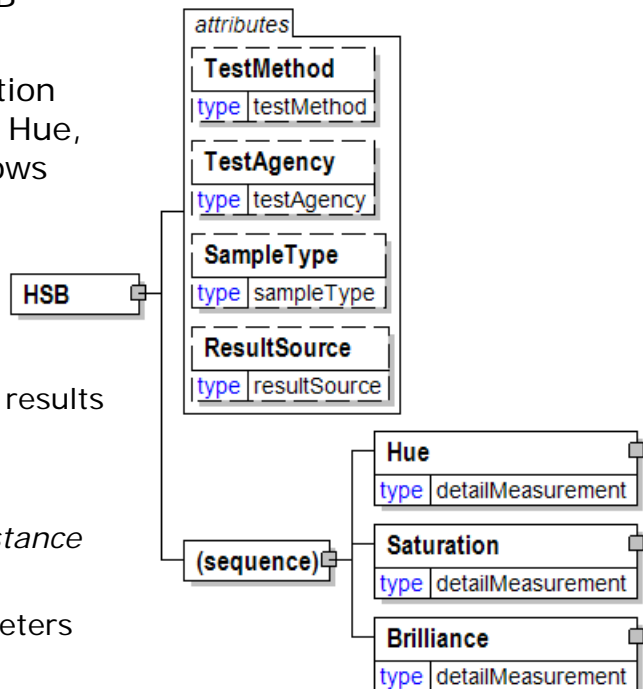 B
tion
Hue,
ows
results
stance
eters
HSB
attributes
TestMethod
type testMethod
TestAgency
type testAgency
SampleType
type sampleType
ResultSource
type resultSource
(sequence)
Hue
type detailMeasurement
Saturation
type detailMeasurement
Brilliance
type detailMeasurement